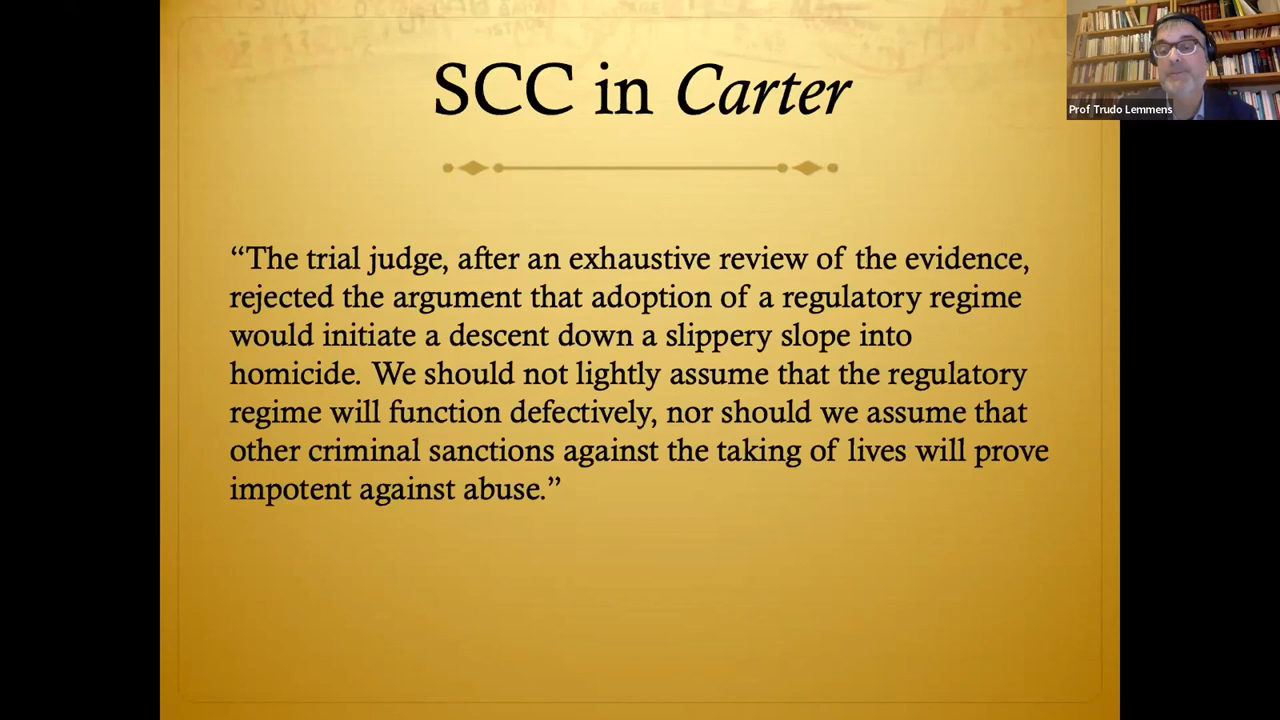 SCC in Carter
Prof Trudo Lemmens
“The trial judge, after an exhaustive review of the evidence,
rejected the argument that adoption of a regulatory regime
would initiate a descent down a slippery slope into
homicide. We should not lightly assume that the regulatory
regime will function defectively, nor should we assume that
other criminal sanctions against the taking of lives will prove
impotent against abuse.”